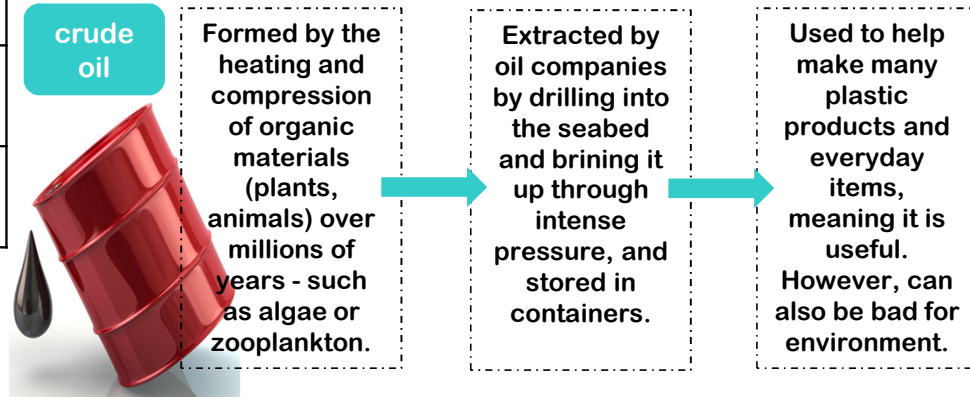 crude
oil
Formed by the
heating and
compression
of organic
materials
(plants,
animals) over
millions of
years - such
as algae or
zooplankton.
Extracted by
oil companies
by drilling into
the seabed
and brining it
up through
intense
pressure, and
stored in
containers.
Used to help
make many
plastic
products and
everyday
items,
meaning it is
useful.
However, can
also be bad for
environment.